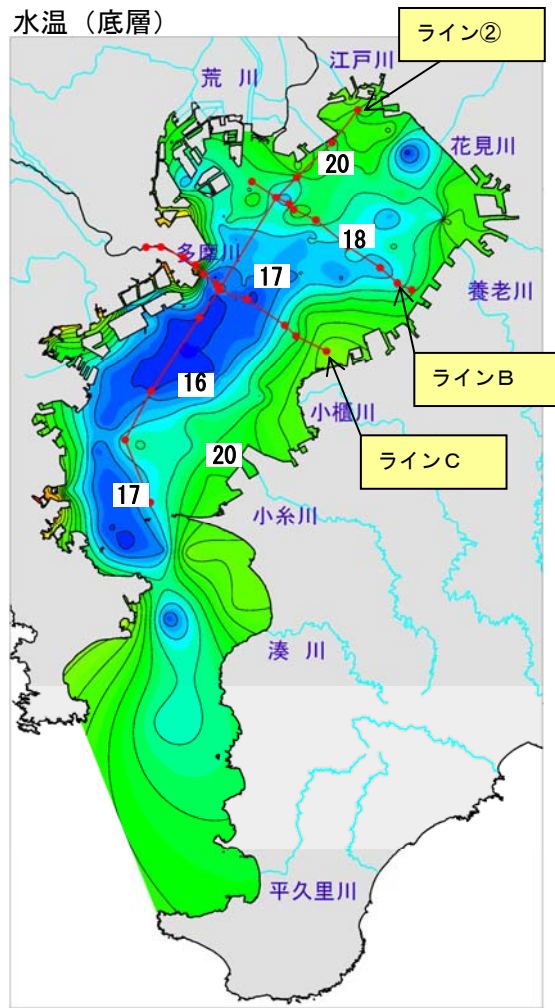 水温（底層）
ライン②
江戸川
荒 川
花見川
20
18
多摩川
17
養老川
ラインＢ
16
小櫃川
ラインＣ
20
17
小糸川
湊 川
平久里川